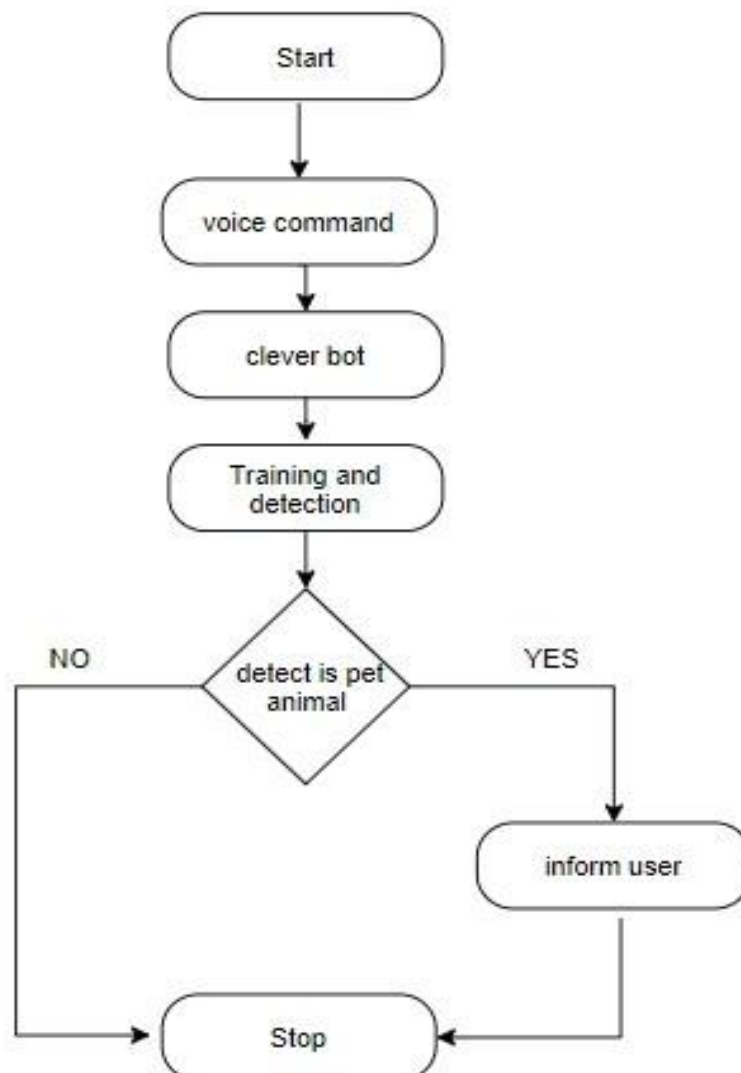 Start
voice command
clever bot
Training and
detection
NO
YES
detect is pet
animal
inform user
Stop